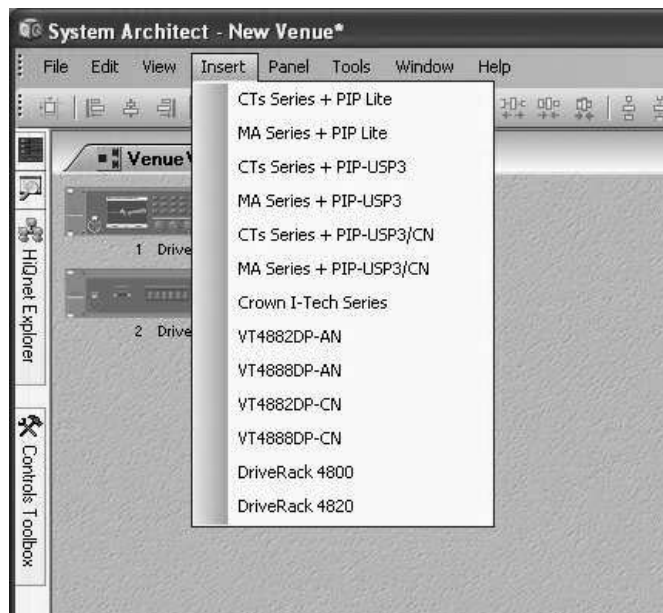 System Architect - New Venue*
File Edit View Insert Panel Tools Window Help
CTs Series + PIP Lite
MA Series + PIP Lite
CTs Series + PIP-USP3
MA Series + PIP-USP3
CTs Series + PIP-USP3/CN
MA Series + PIP-USP3/CN
Crown I-Tech Series
VT4882DP-AN
VT4888DP-AN
VT4882DP-CN
VT4888DP-CN
DriveRack 4800
DriveRack 4820
Venue
1 Drive
2 Drive
HiQnet Explorer
Controls Toolbox